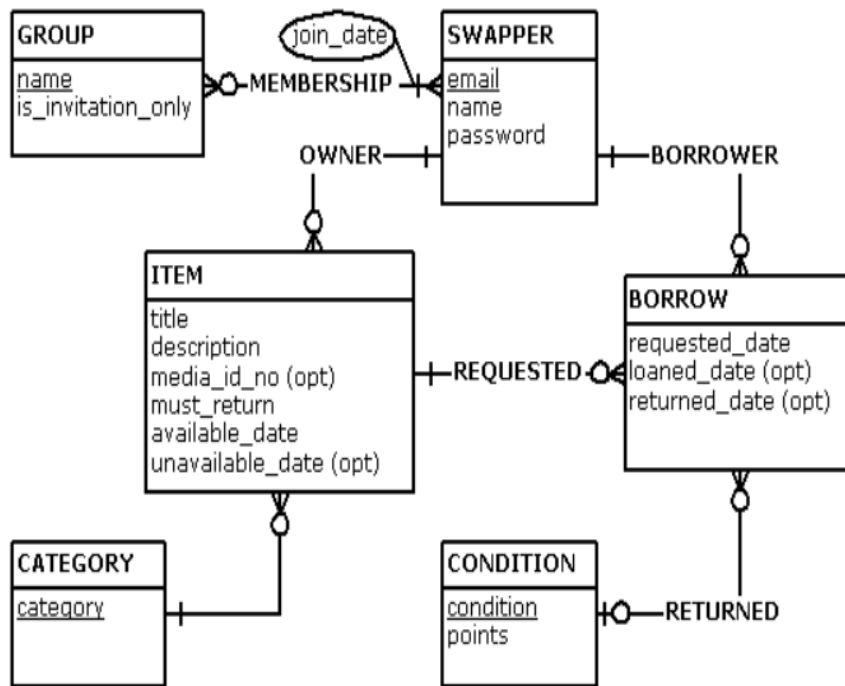 GROUP
name
is_invitation_only
MEMBERSHIP
join_date
SWAPPER
email
name
password
OWNER
BORROWER
ITEM
title
description
media_id_no (opt)
must_return
available_date
unavailable_date (opt)
REQUESTED
BORROW
requested_date
loaned_date (opt)
returned_date (opt)
CATEGORY
category
CONDITION
condition
points
RETURNED